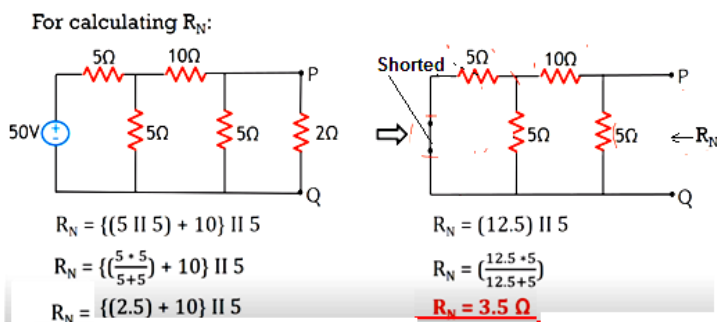 For calculating R_N:
5Ω 10Ω P
50V 5Ω 5Ω 2Ω
Q
Shorted 5Ω 10Ω P
5Ω 5Ω ←R_N
Q
R_N = {(5 II 5) + 10} II 5
R_N = {(5*5/5+5) + 10} II 5
R_N = {(2.5) + 10} II 5
R_N = (12.5) II 5
R_N = (12.5*5/12.5+5)
R_N = 3.5 Ω